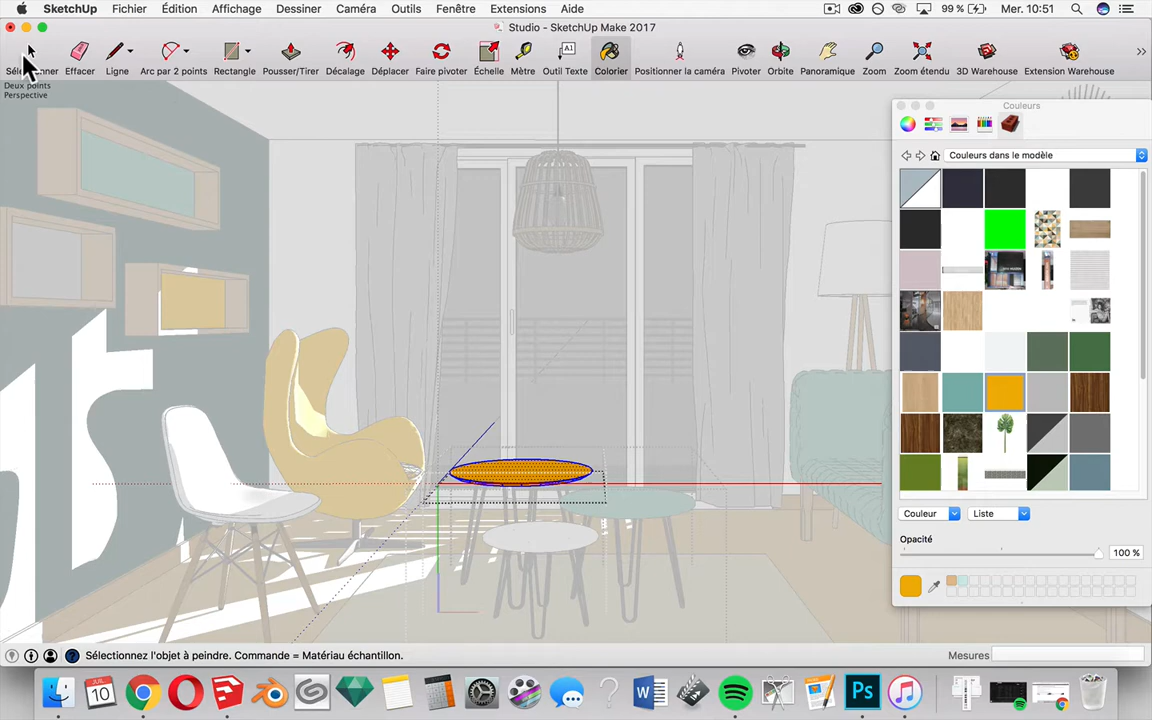 SketchUp Fichier Édition Affichage Dessiner Caméra Outils Fenêtre Extensions Aide 99 % Mer. 10:51
Studio - SketchUp Make 2017
Sélectionner Effacer Ligne Arc par 2 points Rectangle Pousser/Tirer Décalage Déplacer Faire pivoter Échelle Mètre Outil Texte Colorier Positionner la caméra Pivoter Orbite Panoramique Zoom Zoom étendu 3D Warehouse Extension Warehouse
Deux points
Perspective
Couleurs
Couleurs dans le modèle
Couleur Liste
Opacité
100 %
Sélectionnez l'objet à peindre. Commande = Matériau échantillon.
Mesures
JUIL.
10
Ps